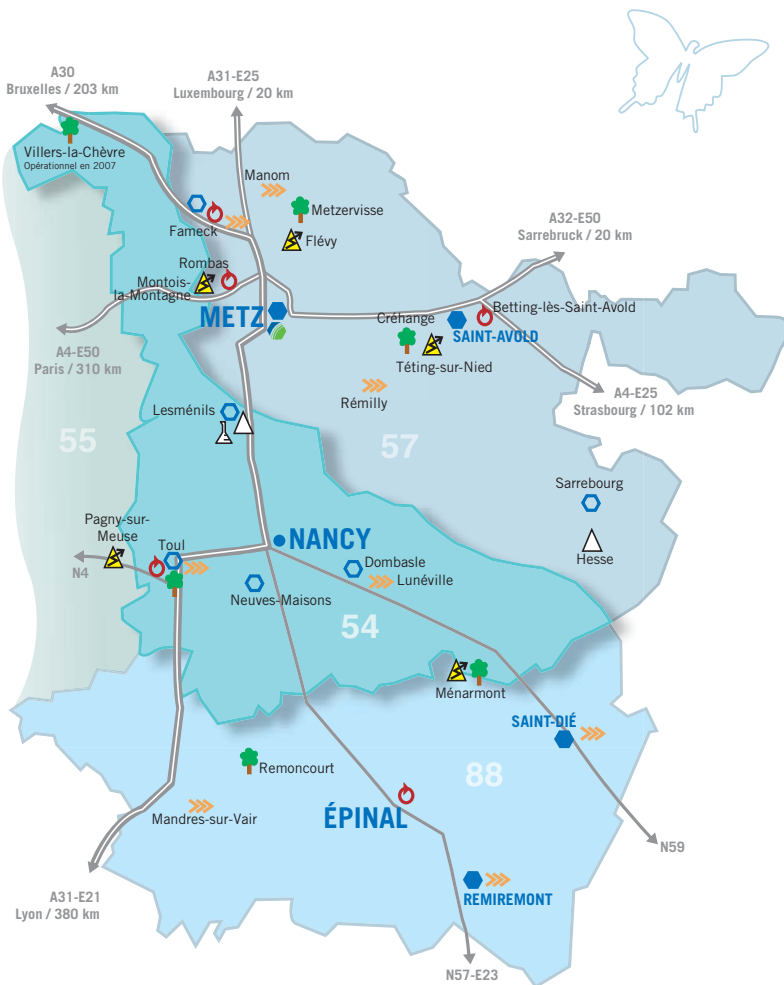 A30
Bruxelles / 203 km
A31-E25
Luxembourg / 20 km
Villers-la-Chèvre
Opérationnel en 2007
Manom
Metzervisse
Fameck
Flévy
A32-E50
Sarrebruck / 20 km
Rombas
Montois-
la-Montagne
METZ
Créhange
Betting-lès-Saint-Avold
SAINT-AVOLD
A4-E50
Paris / 310 km
Téting-sur-Nied
Rémilly
A4-E25
Strasbourg / 102 km
Lesménils
55
57
Sarrebourg
Pagny-sur-
Meuse
Toul
NANCY
Hesse
N4
Dombasle
Lunéville
Neuves-Maisons
54
Ménarmont
SAINT-DIÉ
Remoncourt
88
Mandres-sur-Vair
ÉPINAL
N59
A31-E21
Lyon / 380 km
REMIREMONT
N57-E23